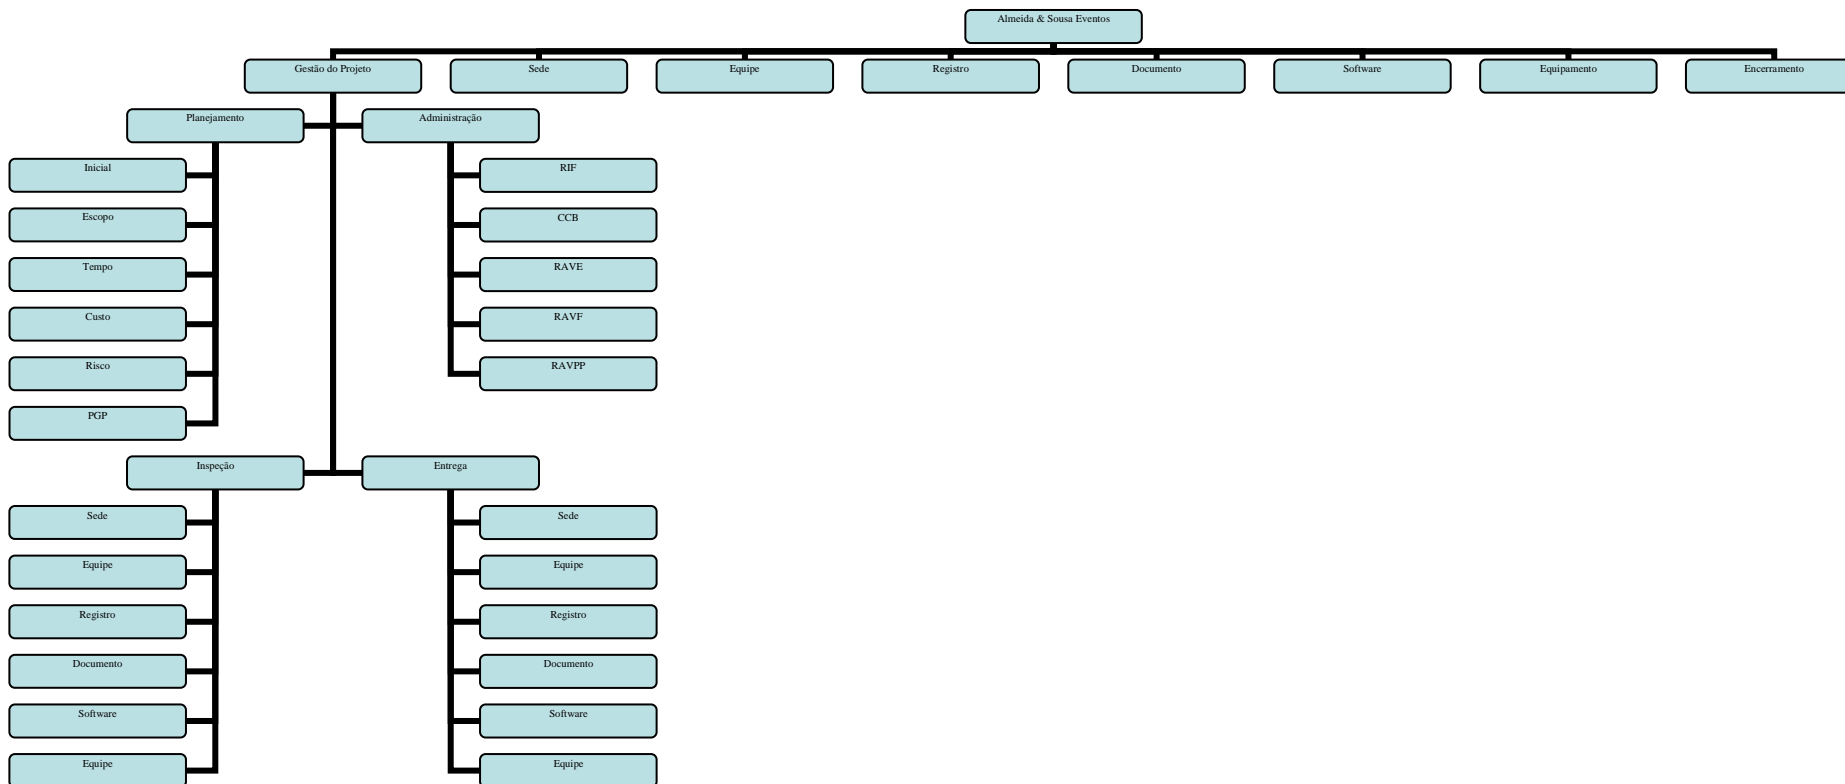 Almeida & Sousa Eventos
Gestão do Projeto
Sede
Equipe
Registro
Documento
Software
Equipamento
Encerramento
Planejamento
Administração
Inicial
RIF
Escopo
CCB
Tempo
RAVE
Custo
RAVF
Risco
RAVPP
PGP
Inspeção
Entrega
Sede
Sede
Equipe
Equipe
Registro
Registro
Documento
Documento
Software
Software
Equipe
Equipe